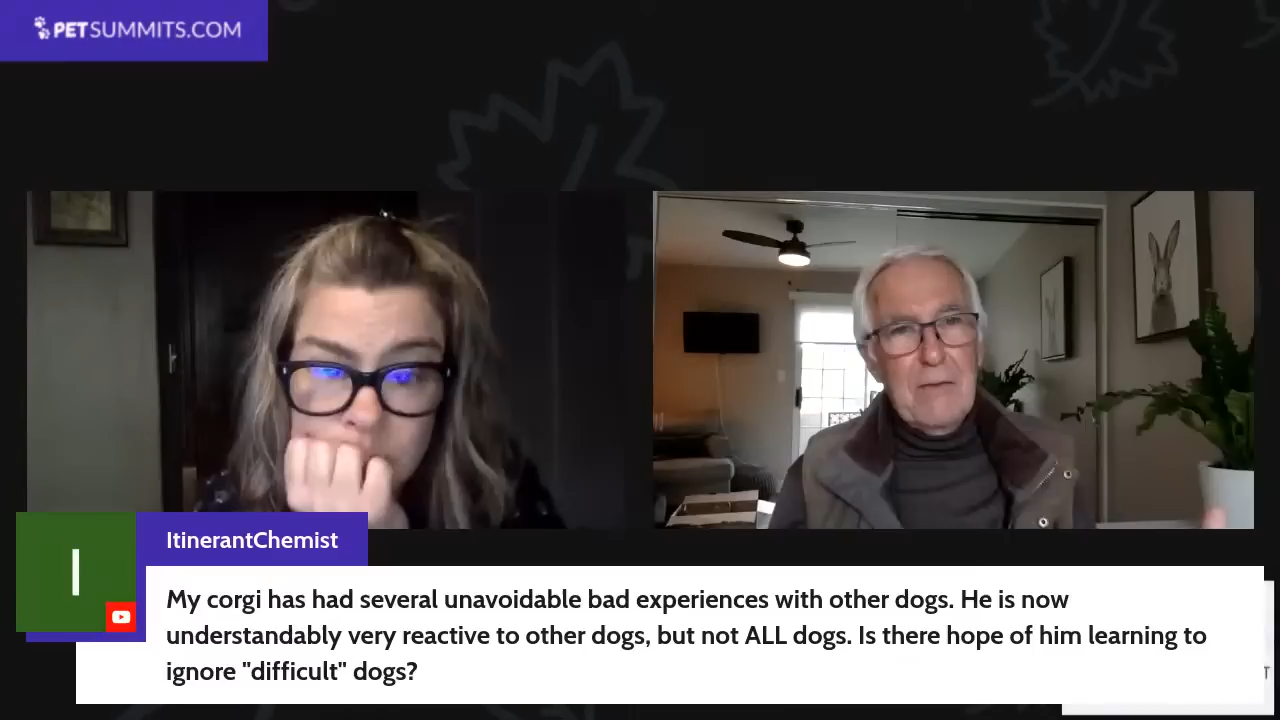 PETSUMMITS.COM
I
ItinerantChemist
My corgi has had several unavoidable bad experiences with other dogs. He is now
understandably very reactive to other dogs, but not ALL dogs. Is there hope of him learning to
ignore "difficult" dogs?
T